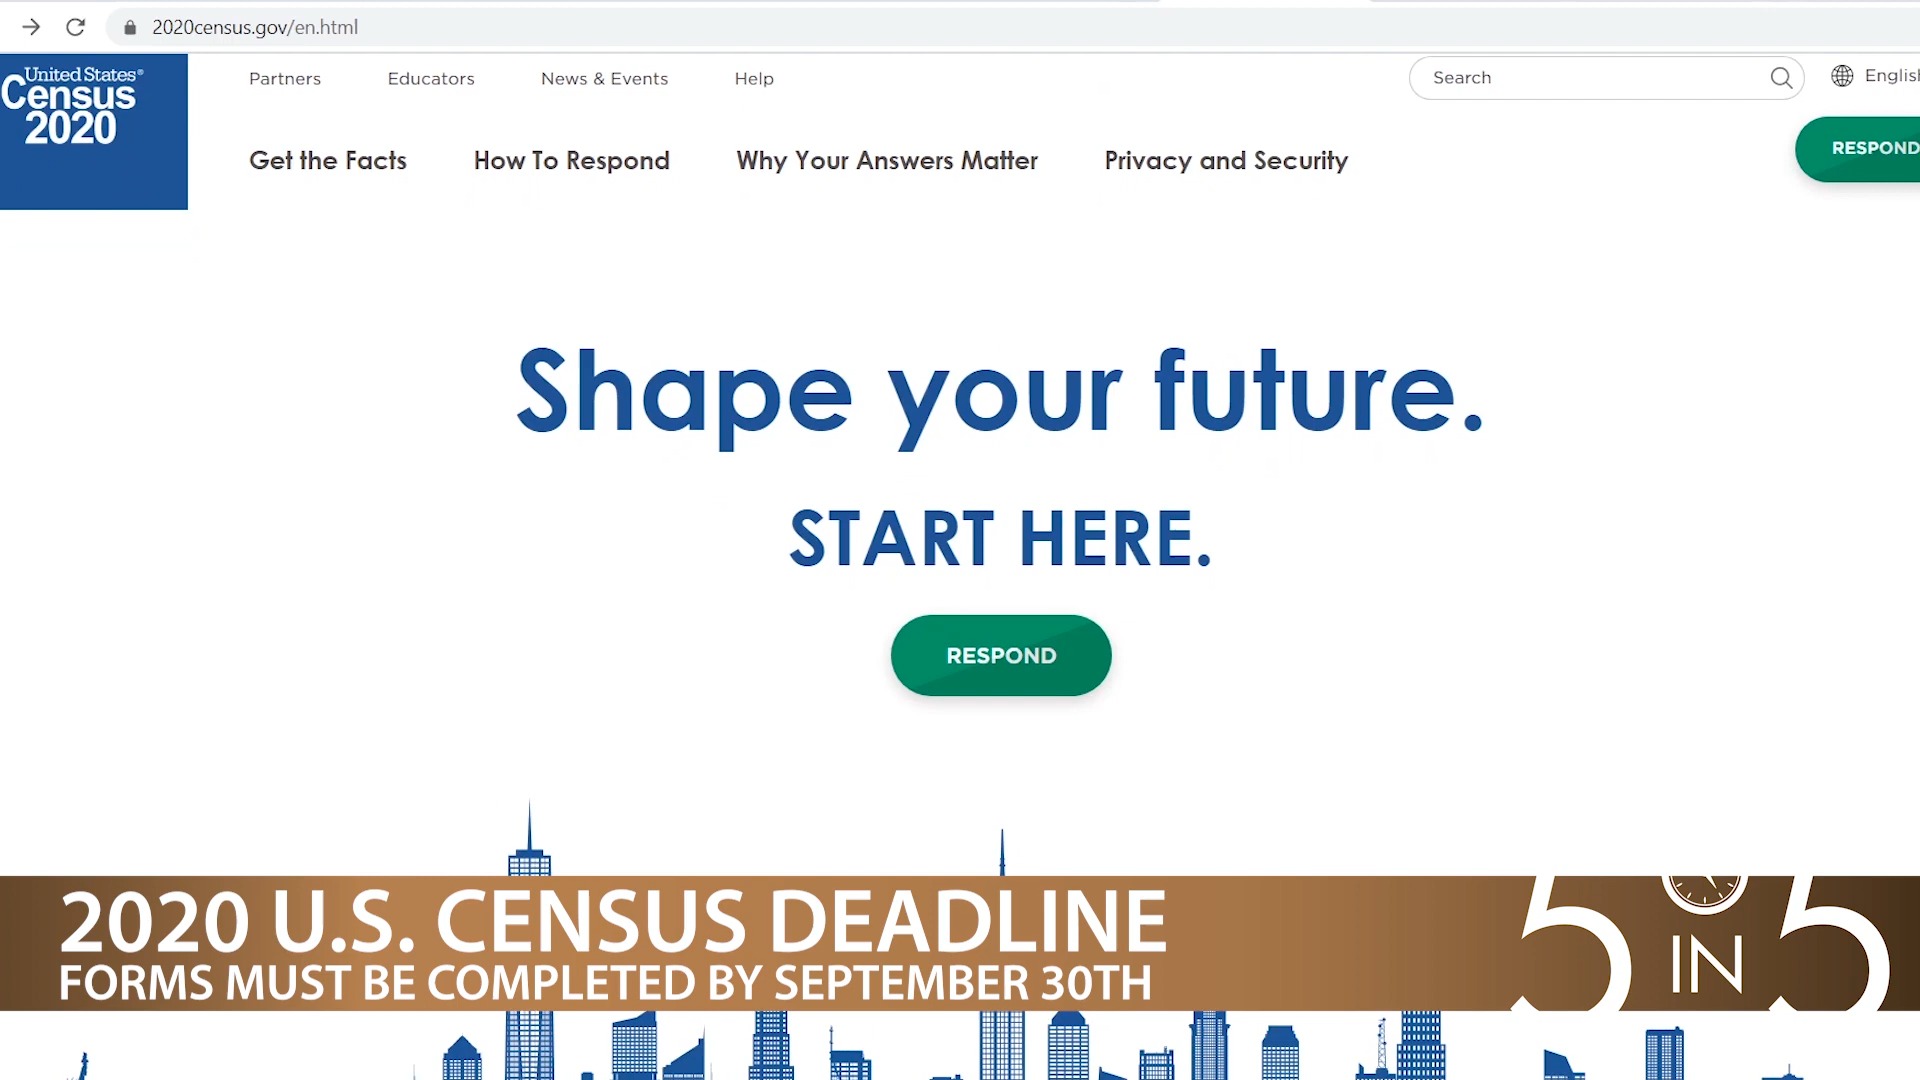 2020census.gov/en.html
United States®
Census
2020
Partners Educators News & Events Help
Search
English
Get the Facts How To Respond Why Your Answers Matter Privacy and Security
RESPOND
Shape your future.
START HERE.
RESPOND
2020 U.S. CENSUS DEADLINE
FORMS MUST BE COMPLETED BY SEPTEMBER 30TH
5 IN 5